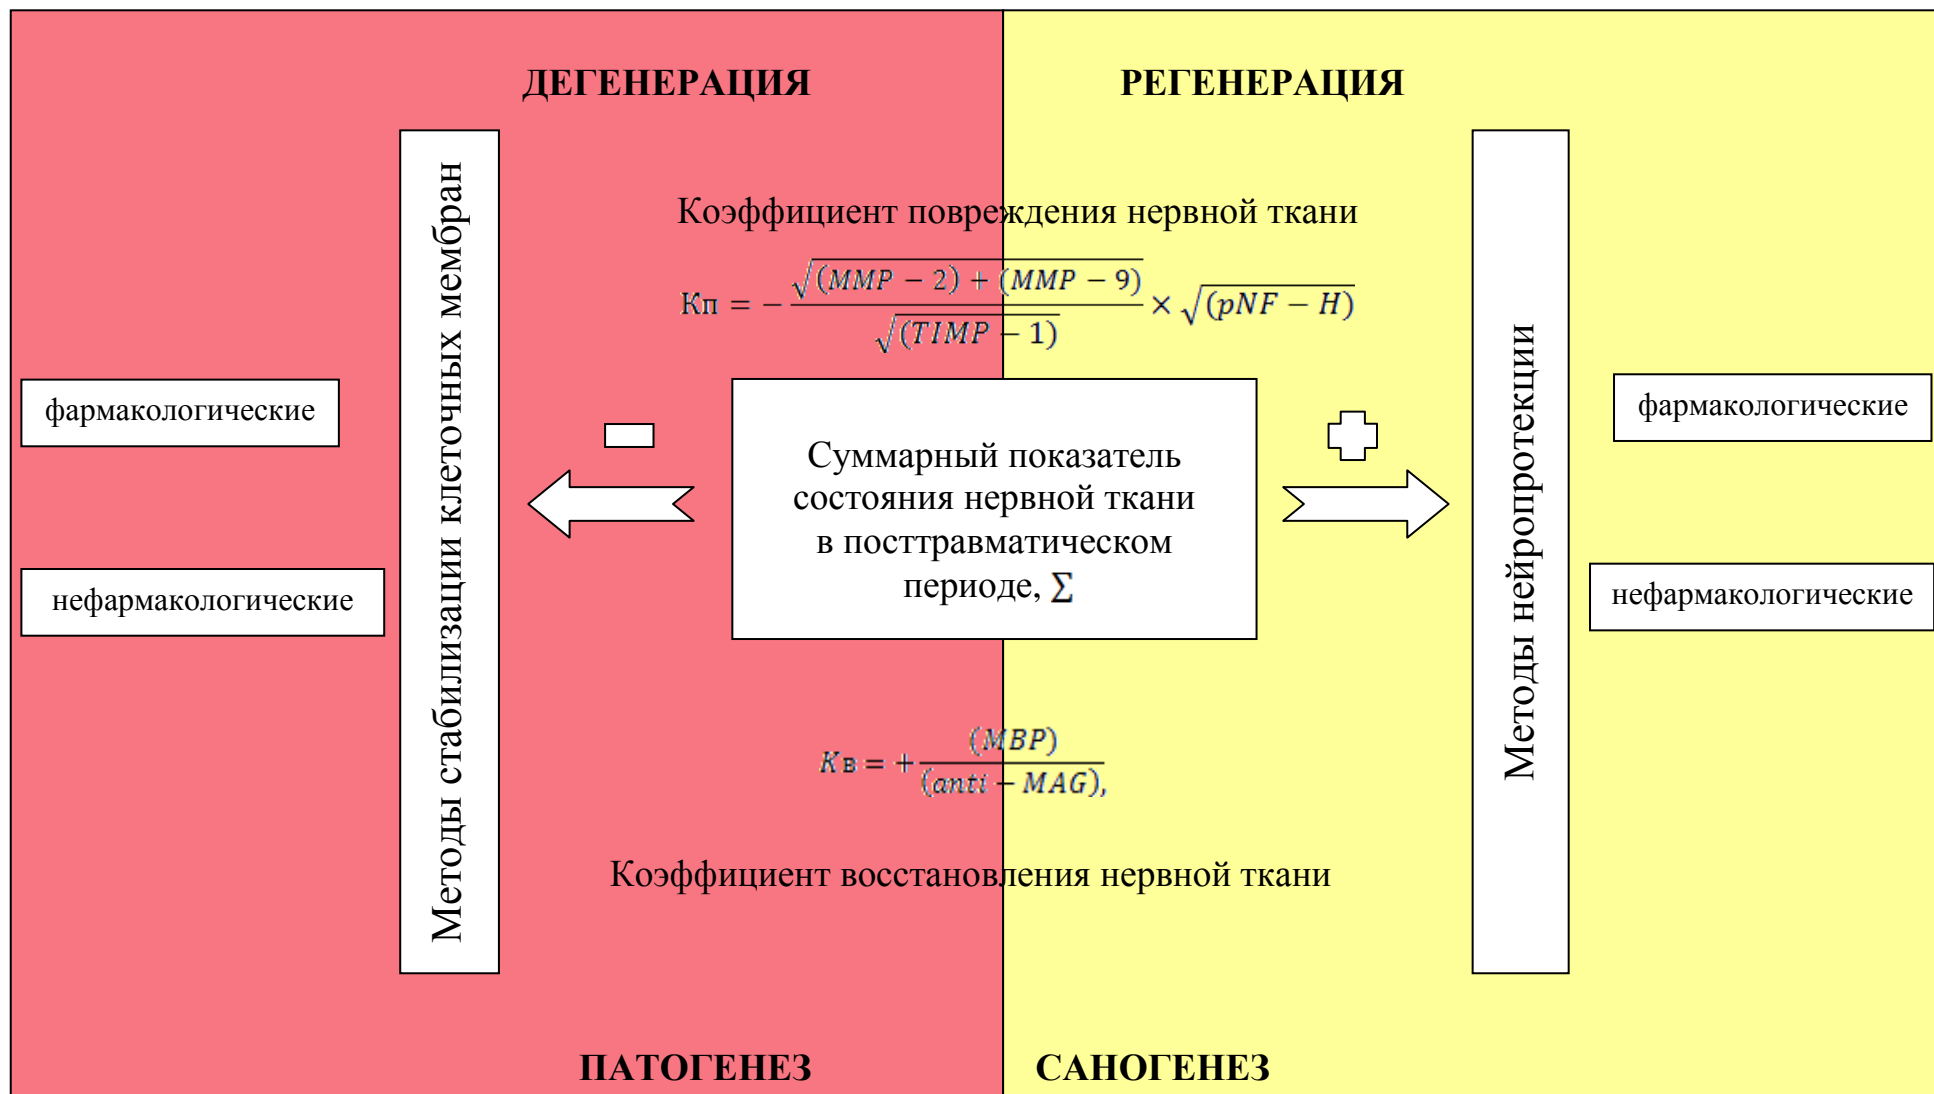 ДЕГЕНЕРАЦИЯ
РЕГЕНЕРАЦИЯ
Методы стабилизации клеточных мембран
Коэффициент повреждения нервной ткани
Кп = − √((MMP − 2) + (MMP − 9)) / √((TIMP − 1)) × √((pNF − H))
Методы нейропротекции
фармакологические
нефармакологические
Суммарный показатель
состояния нервной ткани
в посттравматическом
периоде, ∑
фармакологические
нефармакологические
Kв = + (MBP) / (anti − MAG),
Коэффициент восстановления нервной ткани
ПАТОГЕНЕЗ
САНОГЕНЕЗ